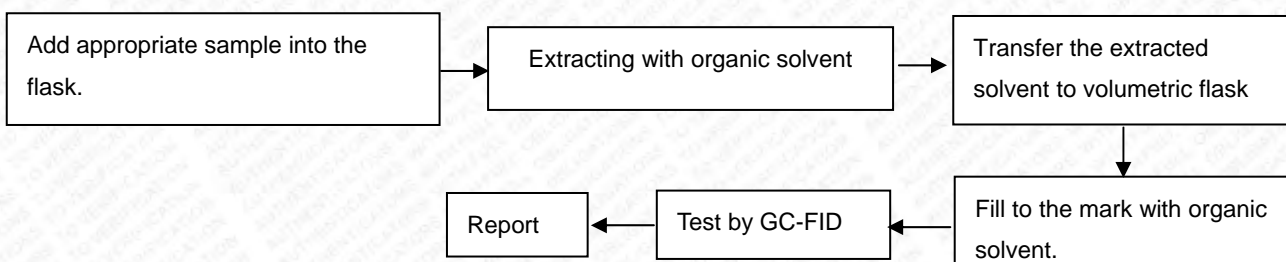 Add appropriate sample into the
flask.
Extracting with organic solvent
Transfer the extracted
solvent to volumetric flask
Fill to the mark with organic
solvent.
Test by GC-FID
Report